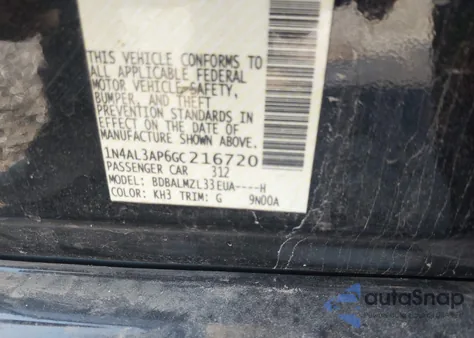 THIS VEHICLE CONFORMS TO
ALL APPLICABLE FEDERAL
MOTOR VEHICLE SAFETY,
BUMPER, AND THEFT
PREVENTION STANDARDS IN
EFFECT ON THE DATE OF
MANUFACTURE SHOWN ABOVE.
1N4AL3AP6GC216720
PASSENGER CAR 312
MODEL: BDBALMZL33EUA----H
COLOR: KH3 TRIM: G 9N00A
autoSnap